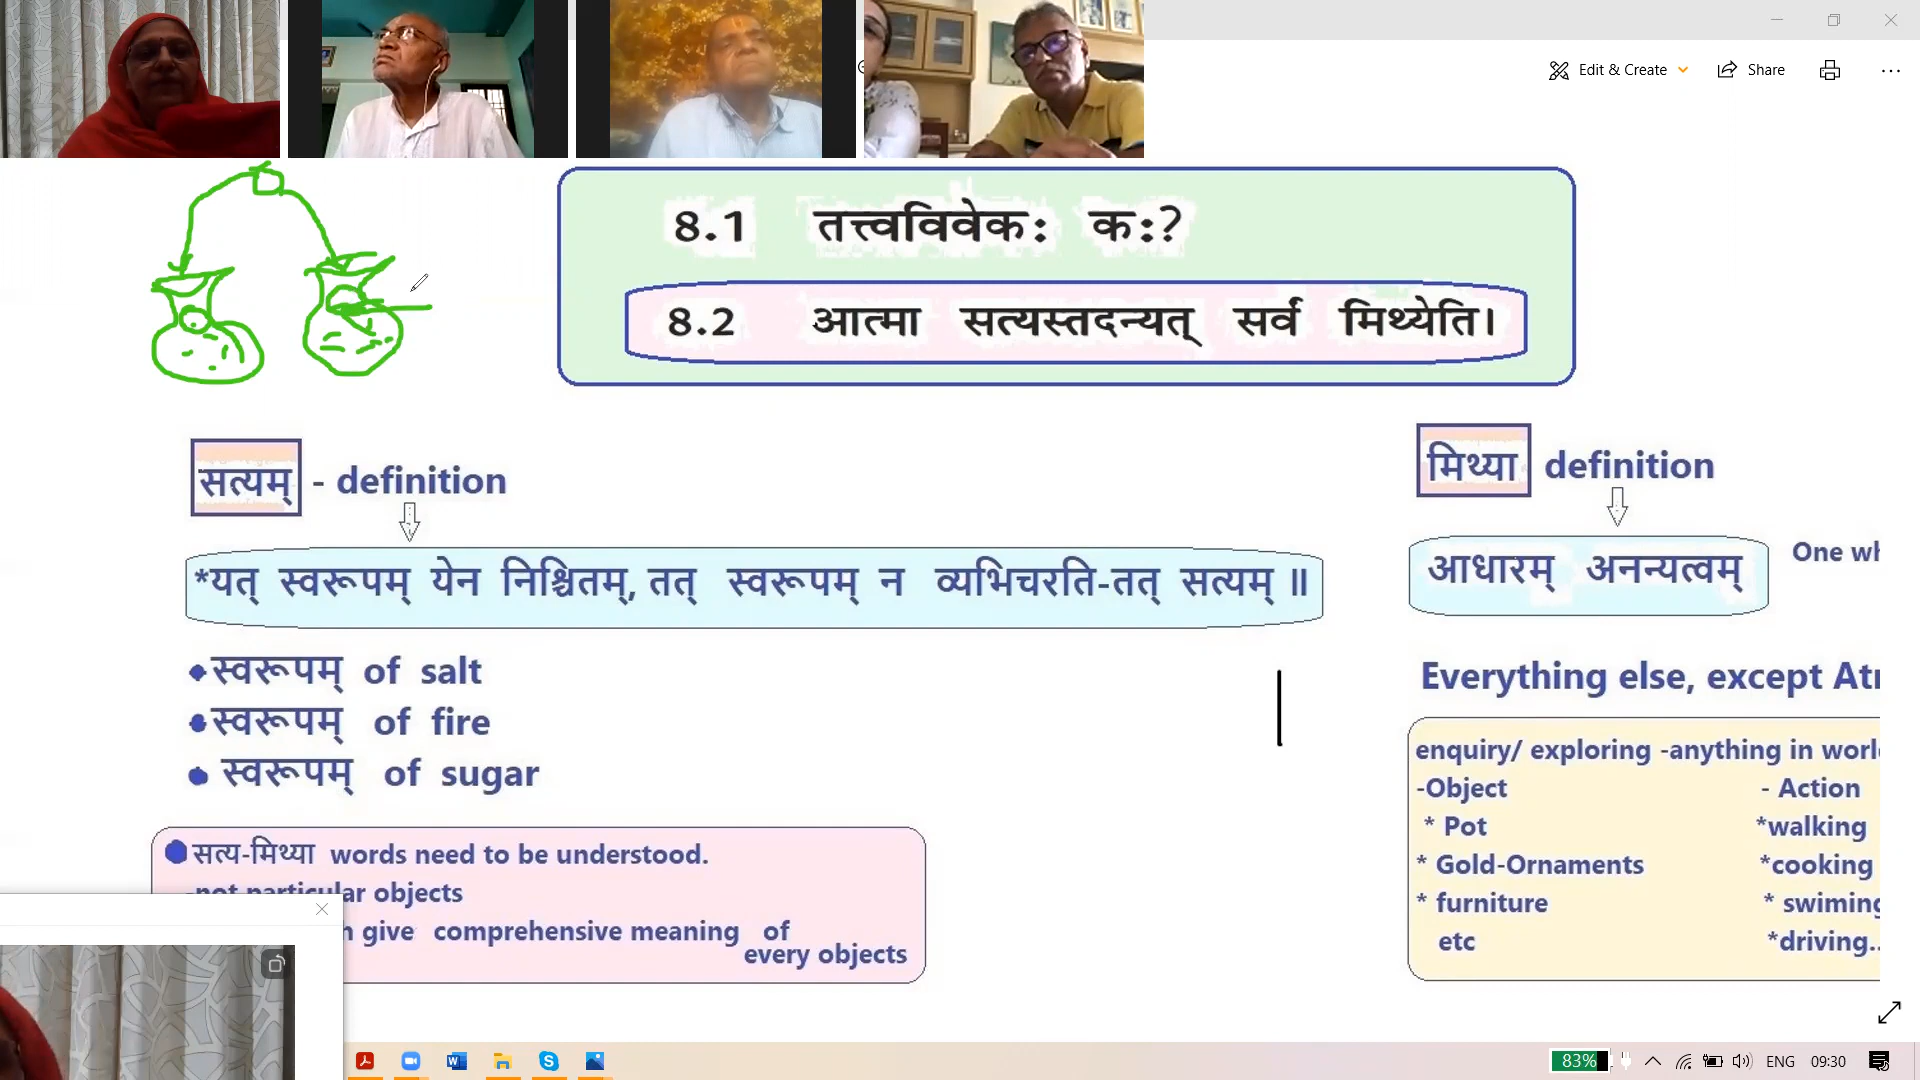 Edit & Create
Share
8.1 तत्त्वविवेकः कः?
8.2 आत्मा सत्यस्तदन्यत् सर्वं मिथ्येति।
सत्यम् - definition
*यत् स्वरूपम् येन निश्चितम्, तत् स्वरूपम् न व्यभिचरति-तत् सत्यम् ॥
•स्वरूपम् of salt
•स्वरूपम् of fire
• स्वरूपम् of sugar
•सत्य-मिथ्या words need to be understood.
-not particular objects
give comprehensive meaning of
every objects
मिथ्या definition
आधारम् अनन्यत्वम्
One
Everything else, except
enquiry/ exploring -anything in
-Object
- Action
* Pot
*walking
* Gold-Ornaments
*cooking
* furniture
* swiming
etc
*driving..
83%
ENG
09:30